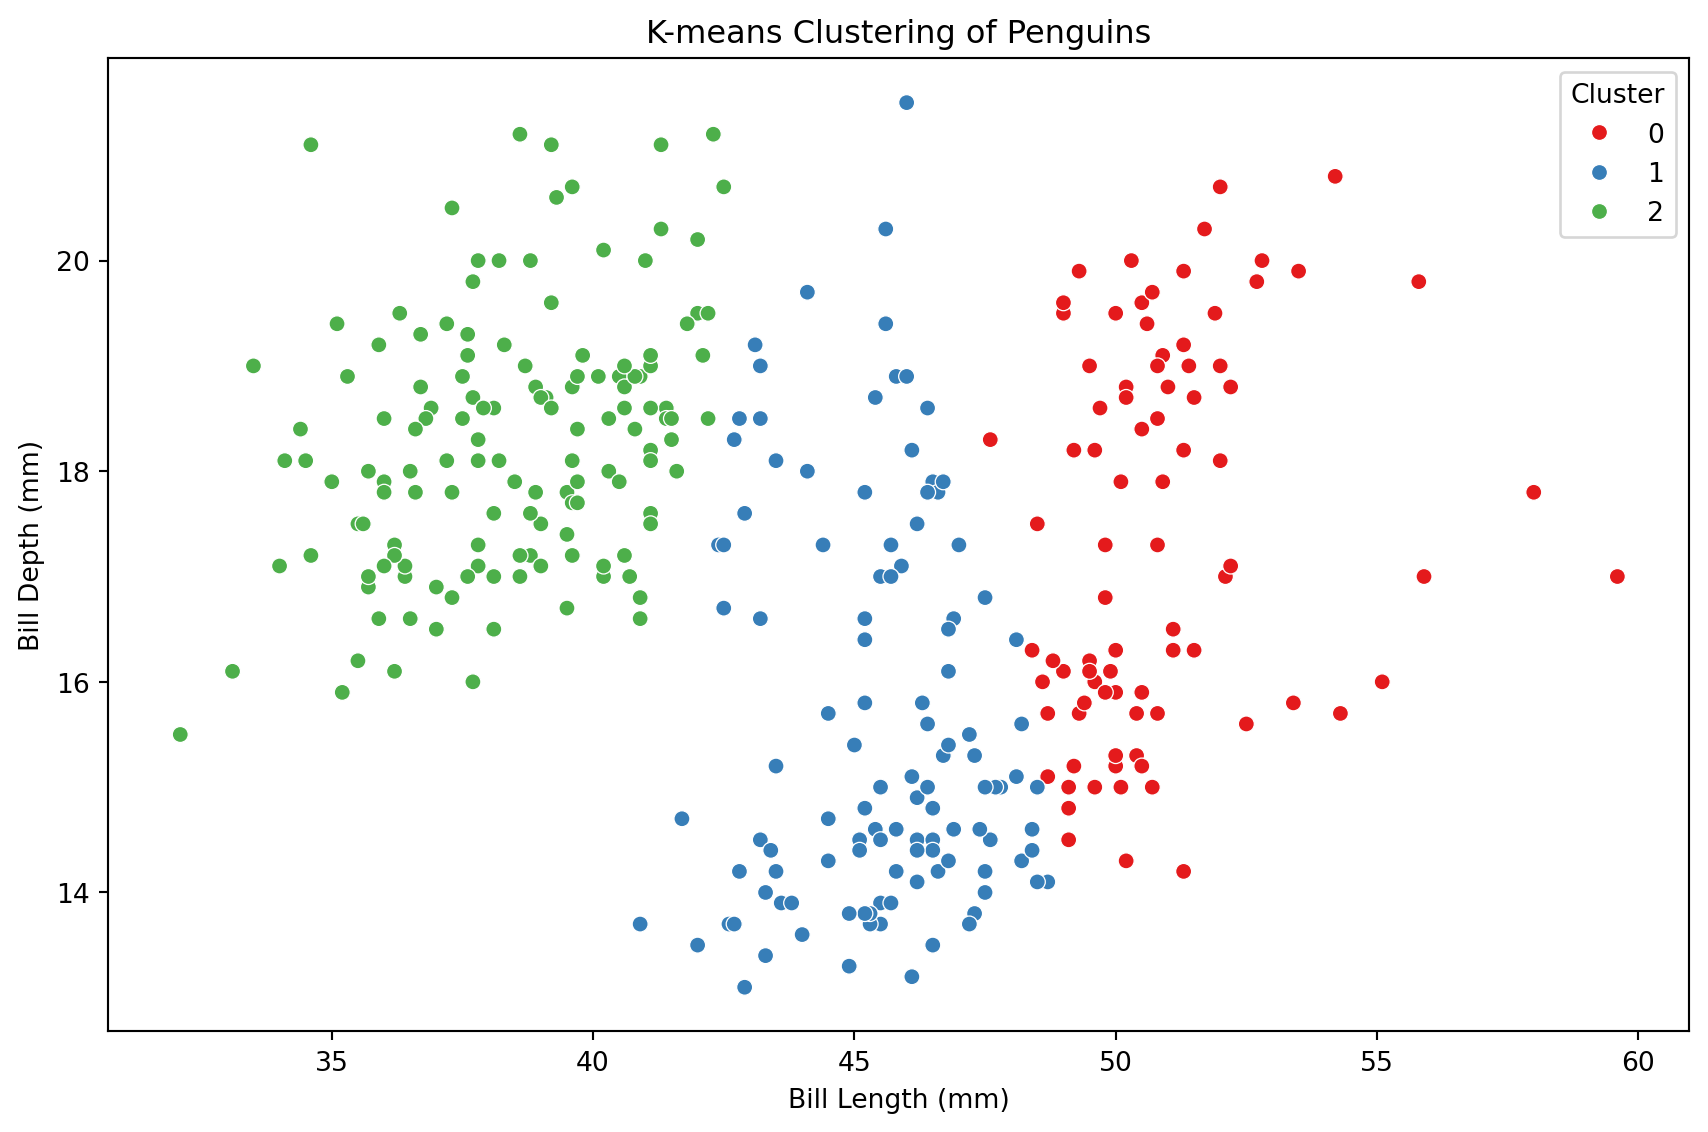 K-means Clustering of Penguins
Cluster
0
1
2
Bill Depth (mm)
20
18
16
14
35 40 45 50 55 60
Bill Length (mm)